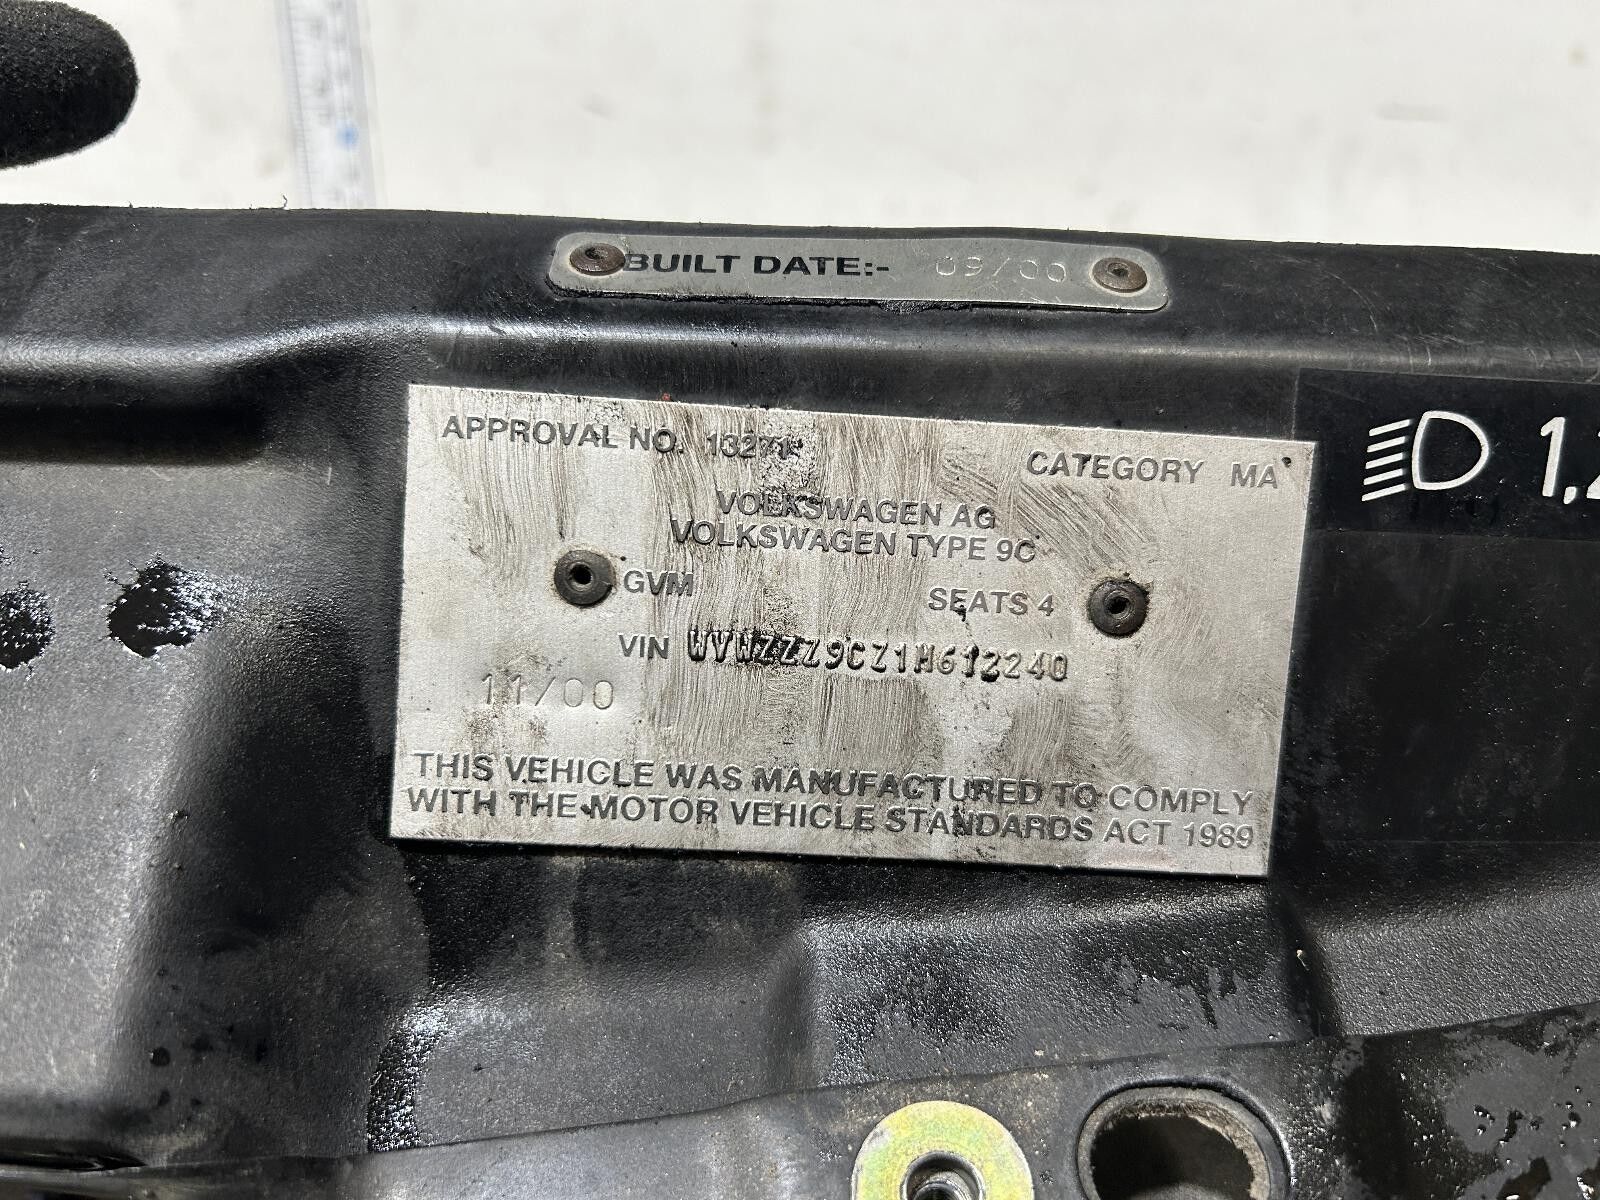 BUILT DATE:- 09/00
APPROVAL NO. 13271
CATEGORY MA
VOLKSWAGEN AG
VOLKSWAGEN TYPE 9C
GVM
SEATS 4
VIN WVWZZZ9CZ1M612240
11/00
THIS VEHICLE WAS MANUFACTURED TO COMPLY
WITH THE MOTOR VEHICLE STANDARDS ACT 1989